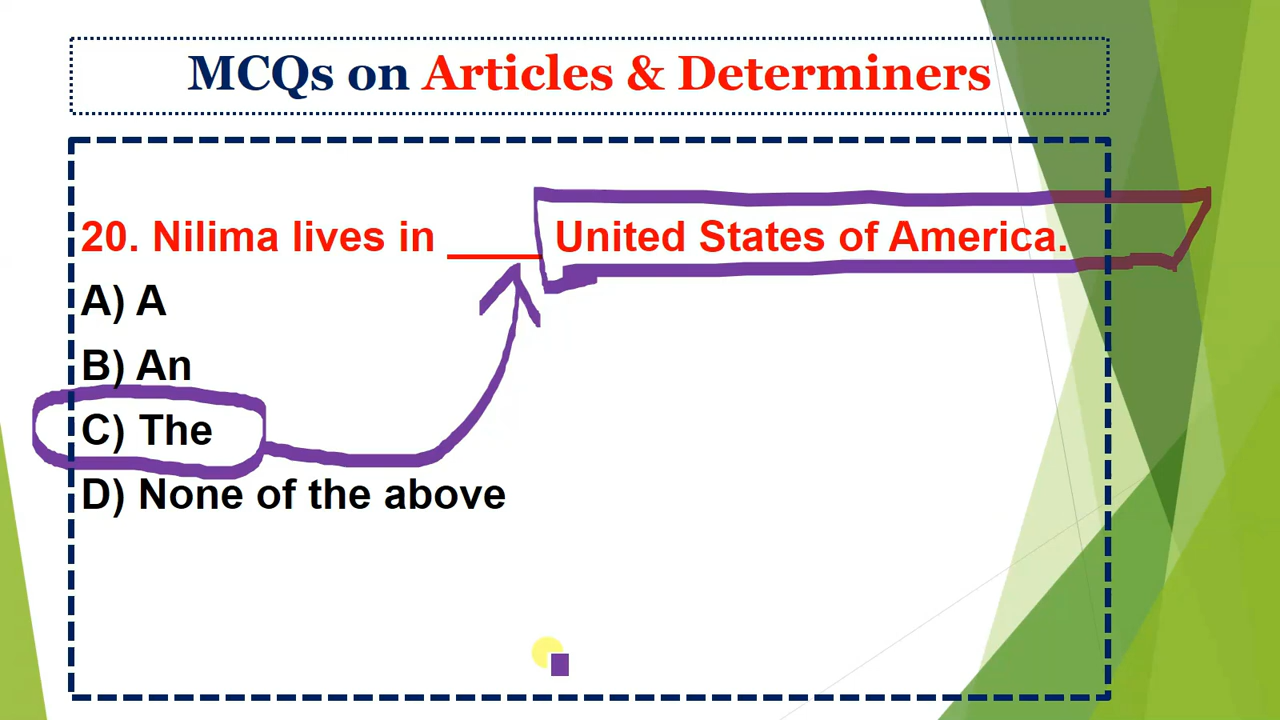 MCQs on Articles & Determiners
20. Nilima lives in ____ United States of America.
A) A
B) An
C) The
D) None of the above